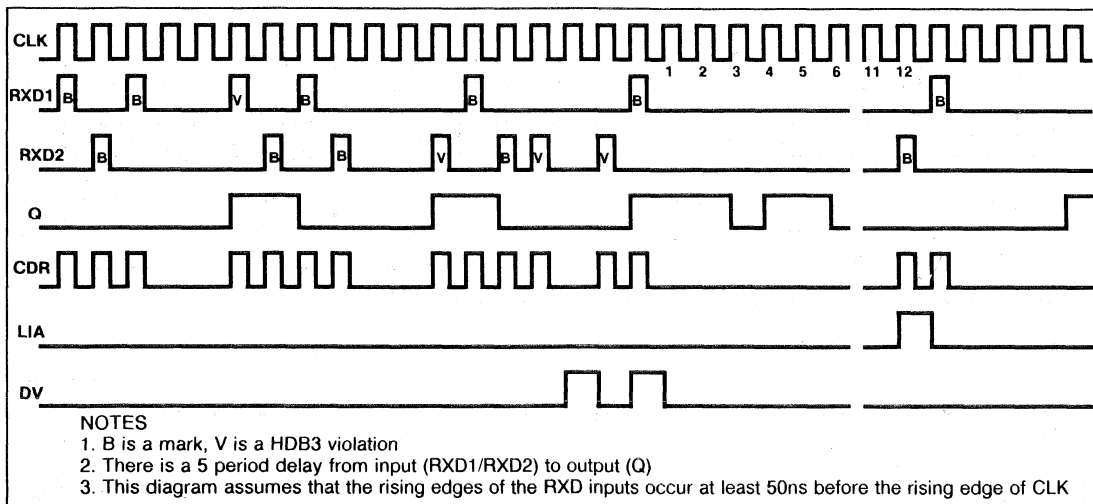 CLK
1 2 3 4 5 6 11 12
RXD1 B B V B B B B
RXD2 B B B V B V V B
Q
CDR
LIA
DV
NOTES
1. B is a mark, V is a HDB3 violation
2. There is a 5 period delay from input (RXD1/RXD2) to output (Q)
3. This diagram assumes that the rising edges of the RXD inputs occur at least 50ns before the rising edge of CLK